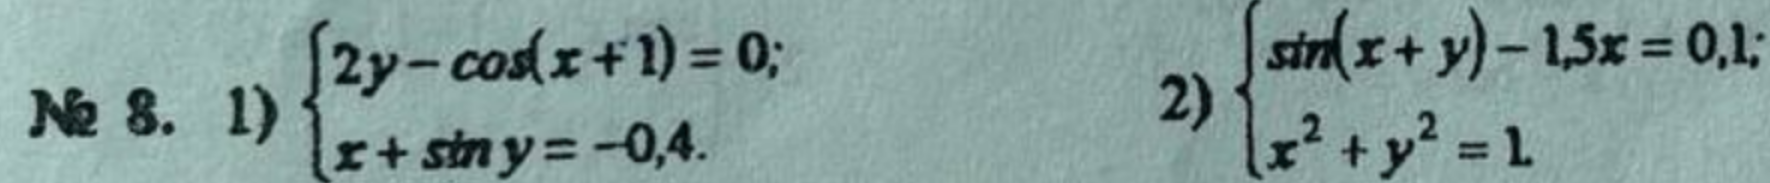 № 8. 1) { 2y – cos(x + 1) = 0; x + sin y = –0,4.
2) { sin(x + y) – 1,5x = 0,1; x² + y² = 1.